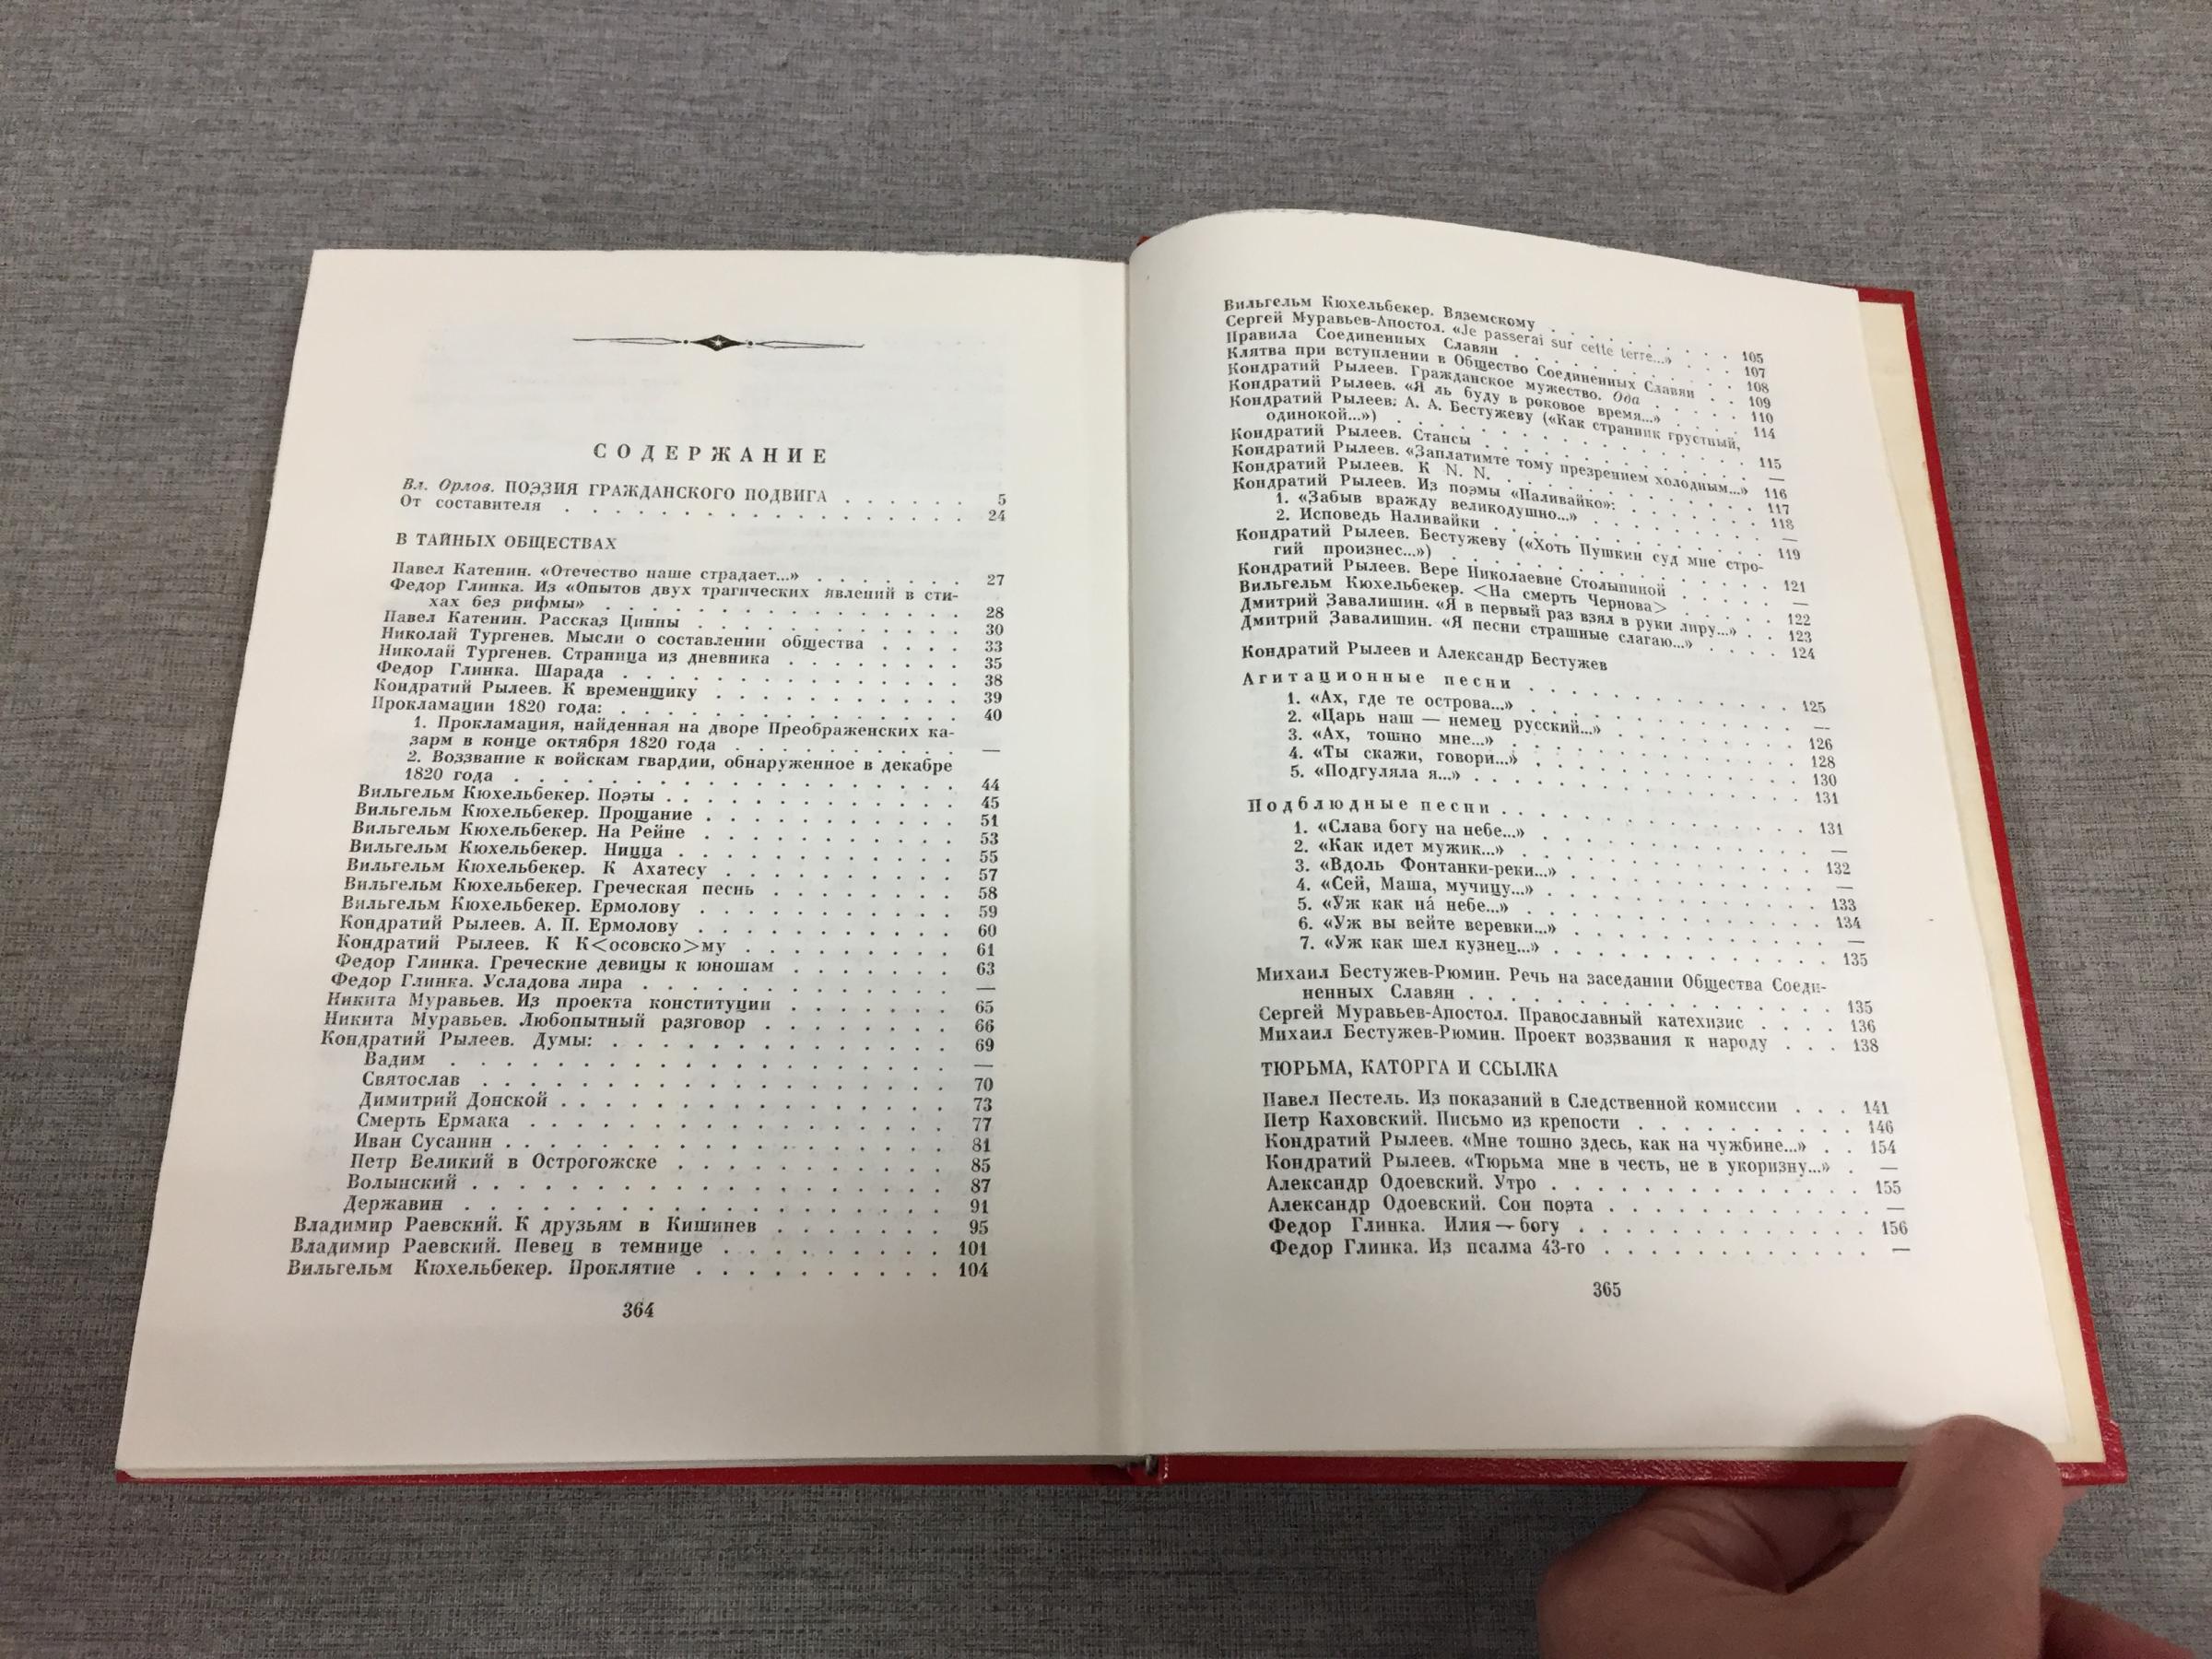 СОДЕРЖАНИЕ
Вл. Орлов. ПОЭЗИЯ ГРАЖДАНСКОГО ПОДВИГА . . . . . . 5
От составителя . . . . . . . . . . . . . . . . . 24
В ТАЙНЫХ ОБЩЕСТВАХ
Павел Катенин. «Отечество наше страдает...» . . . . . . . 27
Федор Глинка. Из «Опытов двух трагических явлений в сти-
хах без рифмы» . . . . . . . . . . . . . . . 28
Павел Катенин. Рассказ Цинны . . . . . . . . . . . 30
Николай Тургенев. Мысли о составлении общества . . . . 33
Николай Тургенев. Страница из дневника . . . . . . . . 35
Федор Глинка. Шарада . . . . . . . . . . . . . . 38
Кондратий Рылеев. К временщику . . . . . . . . . . 39
Прокламации 1820 года: . . . . . . . . . . . . . . 40
1. Прокламация, найденная на дворе Преображенских ка-
зарм в конце октября 1820 года . . . . . . . . . —
2. Воззвание к войскам гвардии, обнаруженное в декабре
1820 года . . . . . . . . . . . . . . . . . 44
Вильгельм Кюхельбекер. Поэты . . . . . . . . . . . . 45
Вильгельм Кюхельбекер. Прощание . . . . . . . . . . 51
Вильгельм Кюхельбекер. На Рейне . . . . . . . . . . 53
Вильгельм Кюхельбекер. Ницца . . . . . . . . . . . 55
Вильгельм Кюхельбекер. К Ахатесу . . . . . . . . . 57
Вильгельм Кюхельбекер. Греческая песнь . . . . . . . . 58
Вильгельм Кюхельбекер. Ермолову . . . . . . . . . . 59
Кондратий Рылеев. А. П. Ермолову . . . . . . . . . . 60
Кондратий Рылеев. К К<осовско>му . . . . . . . . . 61
Федор Глинка. Греческие девицы к юношам . . . . . . . 63
Федор Глинка. Усладова лира . . . . . . . . . . . . —
Никита Муравьев. Из проекта конституции . . . . . . . 65
Никита Муравьев. Любопытный разговор . . . . . . . . 66
Кондратий Рылеев. Думы: . . . . . . . . . . . . . 69
Вадим . . . . . . . . . . . . . . . . . . —
Святослав . . . . . . . . . . . . . . . . . 70
Димитрий Донской . . . . . . . . . . . . . . 73
Смерть Ермака . . . . . . . . . . . . . . . 77
Иван Сусанин . . . . . . . . . . . . . . . . 81
Петр Великий в Острогожске . . . . . . . . . . 85
Волынский . . . . . . . . . . . . . . . . . 87
Державин . . . . . . . . . . . . . . . . . 91
Владимир Раевский. К друзьям в Кишинев . . . . . . . 95
Владимир Раевский. Певец в темнице . . . . . . . . . 101
Вильгельм Кюхельбекер. Проклятие . . . . . . . . . . 104
364
Вильгельм Кюхельбекер. Вяземскому . . . . . . . . . 105
Сергей Муравьев-Апостол. «Je passerai sur cette terre...» . . . 107
Правила Соединенных Славян . . . . . . . . . . . 108
Клятва при вступлении в Общество Соединенных Славян . . 109
Кондратий Рылеев. Гражданское мужество. Ода . . . . . 110
Кондратий Рылеев. «Я ль буду в роковое время...» . . . . . 114
Кондратий Рылеев. А. А. Бестужеву («Как странник грустный,
одинокой...») . . . . . . . . . . . . . . . 115
Кондратий Рылеев. Стансы . . . . . . . . . . . . —
Кондратий Рылеев. «Заплатимте тому презрением холодным...» 116
Кондратий Рылеев. К N. N. . . . . . . . . . . . . 117
Кондратий Рылеев. Из поэмы «Наливайко»: . . . . . . . 118
1. «Забыв вражду великодушно...» . . . . . . . . —
2. Исповедь Наливайки . . . . . . . . . . . . 119
Кондратий Рылеев. Бестужеву («Хоть Пушкин суд мне стро-
гий произнес...») . . . . . . . . . . . . . . 121
Кондратий Рылеев. Вере Николаевне Столыпиной . . . . . —
Вильгельм Кюхельбекер. <На смерть Чернова> . . . . . 122
Дмитрий Завалишин. «Я в первый раз взял в руки лиру...» . . 123
Дмитрий Завалишин. «Я песни страшные слагаю...» . . . . 124
Кондратий Рылеев и Александр Бестужев
Агитационные песни . . . . . . . . . . . . . 125
1. «Ах, где те острова...» . . . . . . . . . . . . —
2. «Царь наш — немец русский...» . . . . . . . . . 126
3. «Ах, тошно мне...» . . . . . . . . . . . . . 128
4. «Ты скажи, говори...» . . . . . . . . . . . . 130
5. «Подгуляла я...» . . . . . . . . . . . . . . 131
Подблюдные песни . . . . . . . . . . . . . . 131
1. «Слава богу на небе...» . . . . . . . . . . . . —
2. «Как идет мужик...» . . . . . . . . . . . . . 132
3. «Вдоль Фонтанки-реки...» . . . . . . . . . . . —
4. «Сей, Маша, мучицу...» . . . . . . . . . . . . 133
5. «Уж как на́ небе...» . . . . . . . . . . . . . 134
6. «Уж вы вейте веревки...» . . . . . . . . . . . —
7. «Уж как шел кузнец...» . . . . . . . . . . . . 135
Михаил Бестужев-Рюмин. Речь на заседании Общества Соеди-
ненных Славян . . . . . . . . . . . . . . . 135
Сергей Муравьев-Апостол. Православный катехизис . . . . 136
Михаил Бестужев-Рюмин. Проект воззвания к народу . . . 138
ТЮРЬМА, КАТОРГА И ССЫЛКА
Павел Пестель. Из показаний в Следственной комиссии . . . 141
Петр Каховский. Письмо из крепости . . . . . . . . . 146
Кондратий Рылеев. «Мне тошно здесь, как на чужбине...» . . 154
Кондратий Рылеев. «Тюрьма мне в честь, не в укоризну...» . —
Александр Одоевский. Утро . . . . . . . . . . . . . 155
Александр Одоевский. Сон поэта . . . . . . . . . . . —
Федор Глинка. Илия — богу . . . . . . . . . . . . 156
Федор Глинка. Из псалма 43-го . . . . . . . . . . . —
365